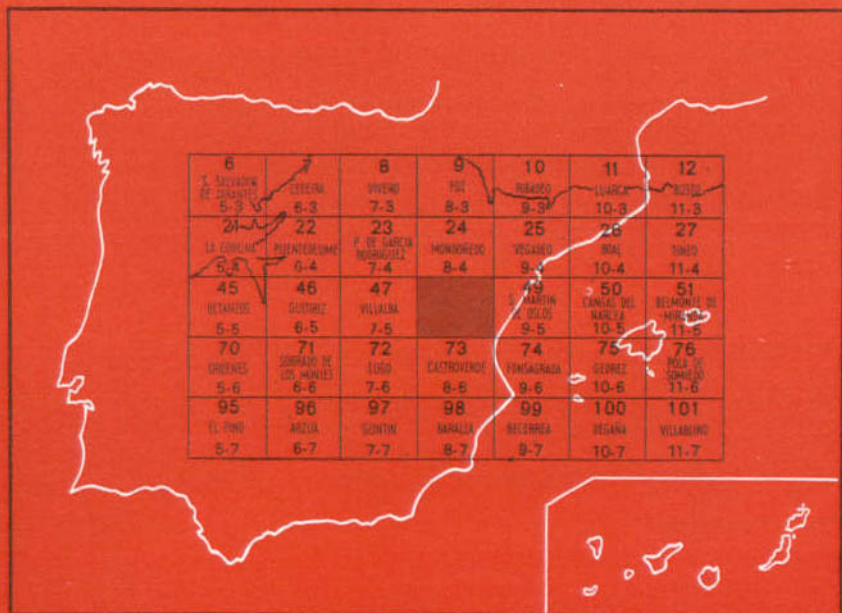 6 7 8 9 10 11 12
S. SALVADOR DE SERANTES CEDEIRA VIVERO FOZ RIBADEO LUARCA BUSTO
5-3 6-3 7-3 8-3 9-3 10-3 11-3
21 22 23 24 25 26 27
LA CORUÑA PUENTEDEUME P. DE GARCIA RODRIGUEZ MONDOÑEDO VEGADEO BOAL TINEO
5-4 6-4 7-4 8-4 9-4 10-4 11-4
45 46 47 49 50 51
BETANZOS GUITIRIZ VILLALBA S. MARTIN DE OSCOS CANGAS DEL NARCEA BELMONTE DE MIRANDA
5-5 6-5 7-5 9-5 10-5 11-5
70 71 72 73 74 75 76
ORDENES SOBRADO DE LOS MONJES LUGO CASTROVERDE FONSAGRADA GEDREZ POLA DE SOMIEDO
5-6 6-6 7-6 8-6 9-6 10-6 11-6
95 96 97 98 99 100 101
EL PINO ARZUA GUNTIN BARALLA BECERREA DEGAÑA VILLABLINO
5-7 6-7 7-7 8-7 9-7 10-7 11-7